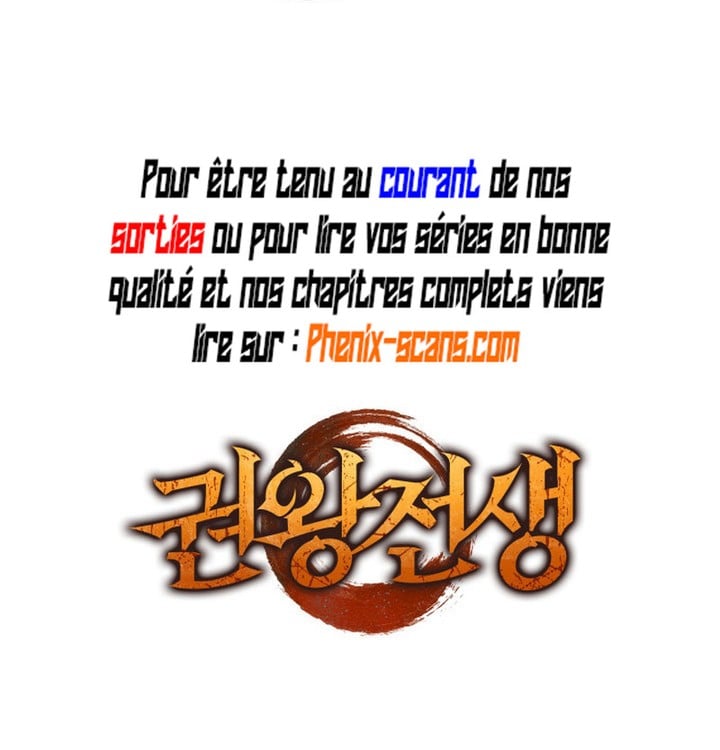 Pour être tenu au courant de nos
sorties ou pour lire vos séries en bonne
qualité et nos chapitres complets viens
lire sur : Phenix-scans.com
권왕전생